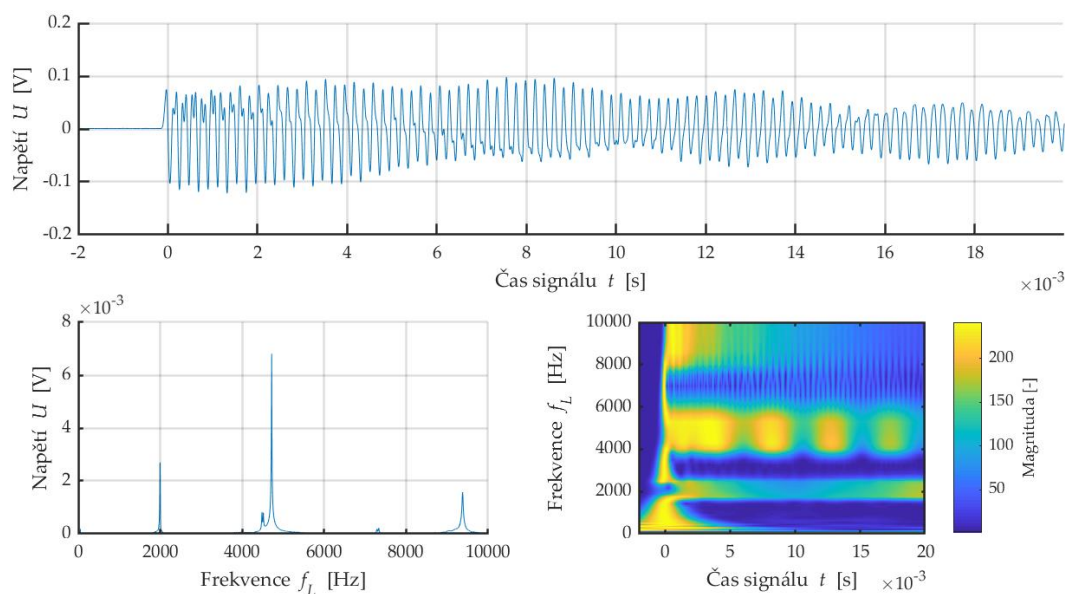 0.2
0.1
0
-0.1
-0.2
Napětí U [V]
-2 0 2 4 6 8 10 12 14 16 18
Čas signálu t [s]
×10⁻³
×10⁻³
8
6
4
2
0
Napětí U [V]
0 2000 4000 6000 8000 10000
Frekvence f_L [Hz]
10000
8000
6000
4000
2000
0
Frekvence f_L [Hz]
0 5 10 15 20
Čas signálu t [s]
×10⁻³
200
150
100
50
Magnituda [-]